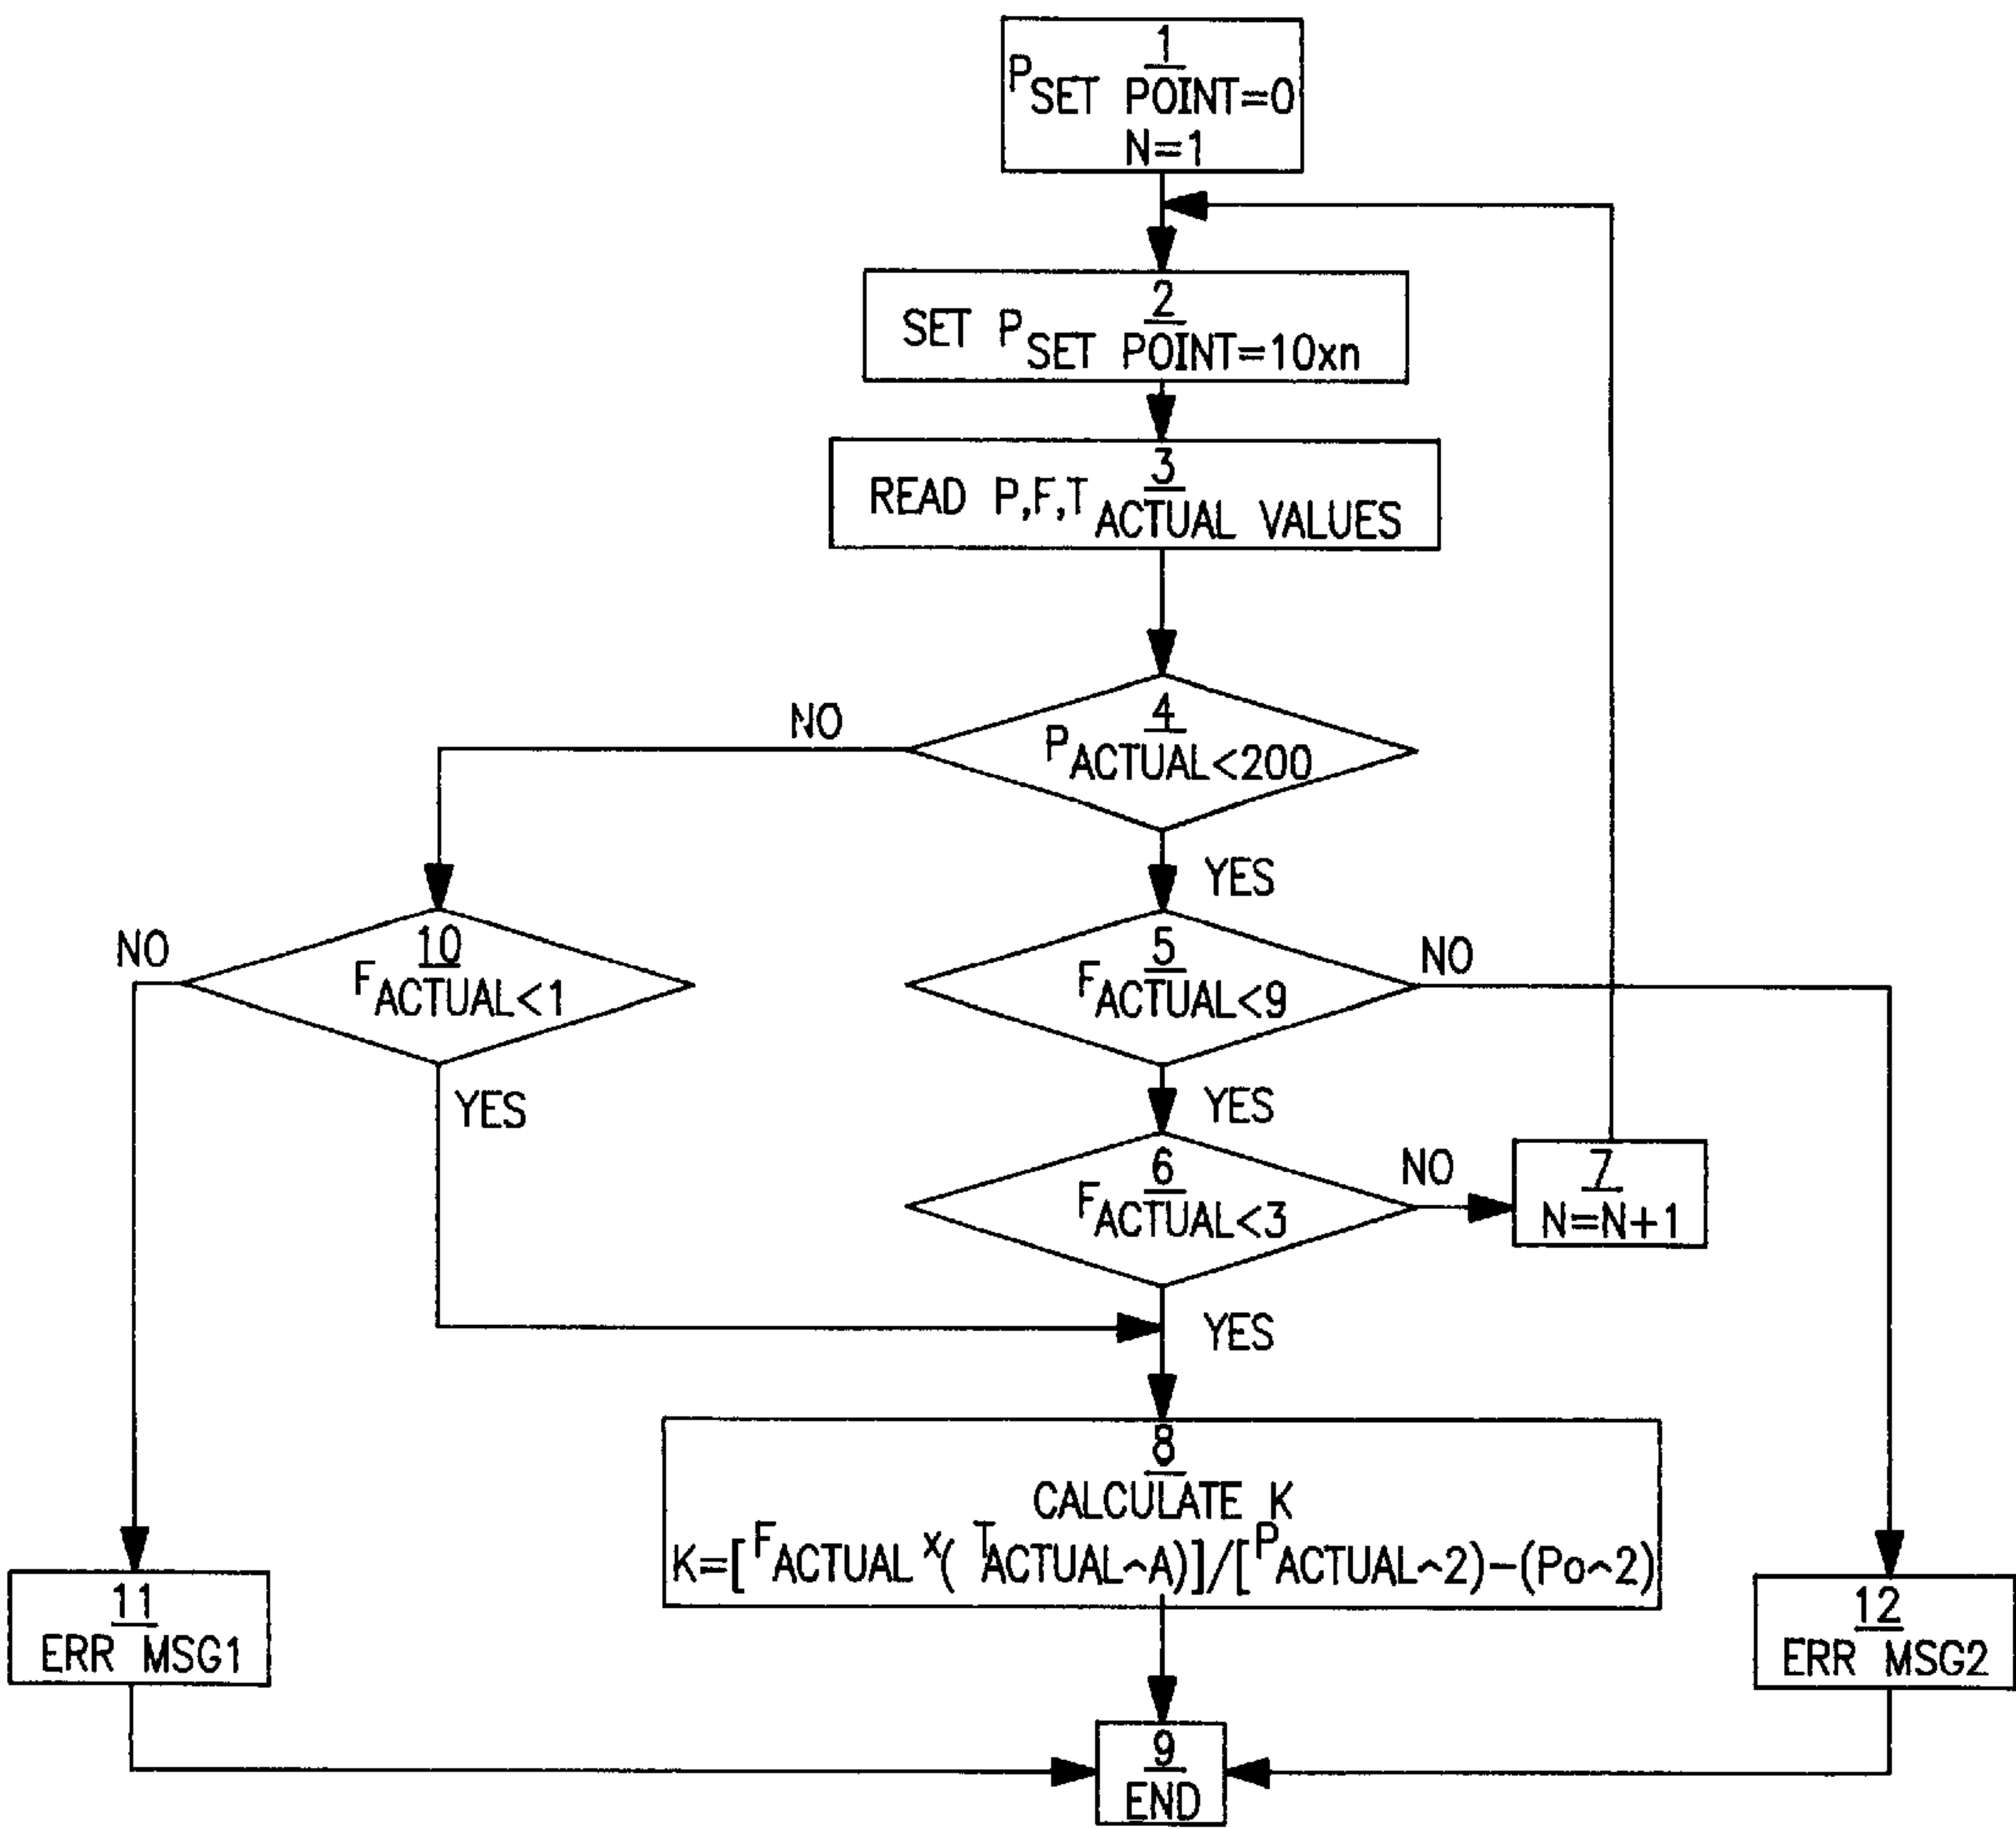 1
PSET POINT=0
N=1
2
SET PSET POINT=10xn
3
READ P,F,TACTUAL VALUES
4
PACTUAL<200
NO
YES
10
FACTUAL<1
NO
YES
5
FACTUAL<9
NO
YES
6
FACTUAL<3
NO
YES
7
N=N+1
8
CALCULATE K
K=[FACTUAL x( TACTUAL^A)]/[PACTUAL^2)-(Po^2)
11
ERR MSG1
12
ERR MSG2
9
END